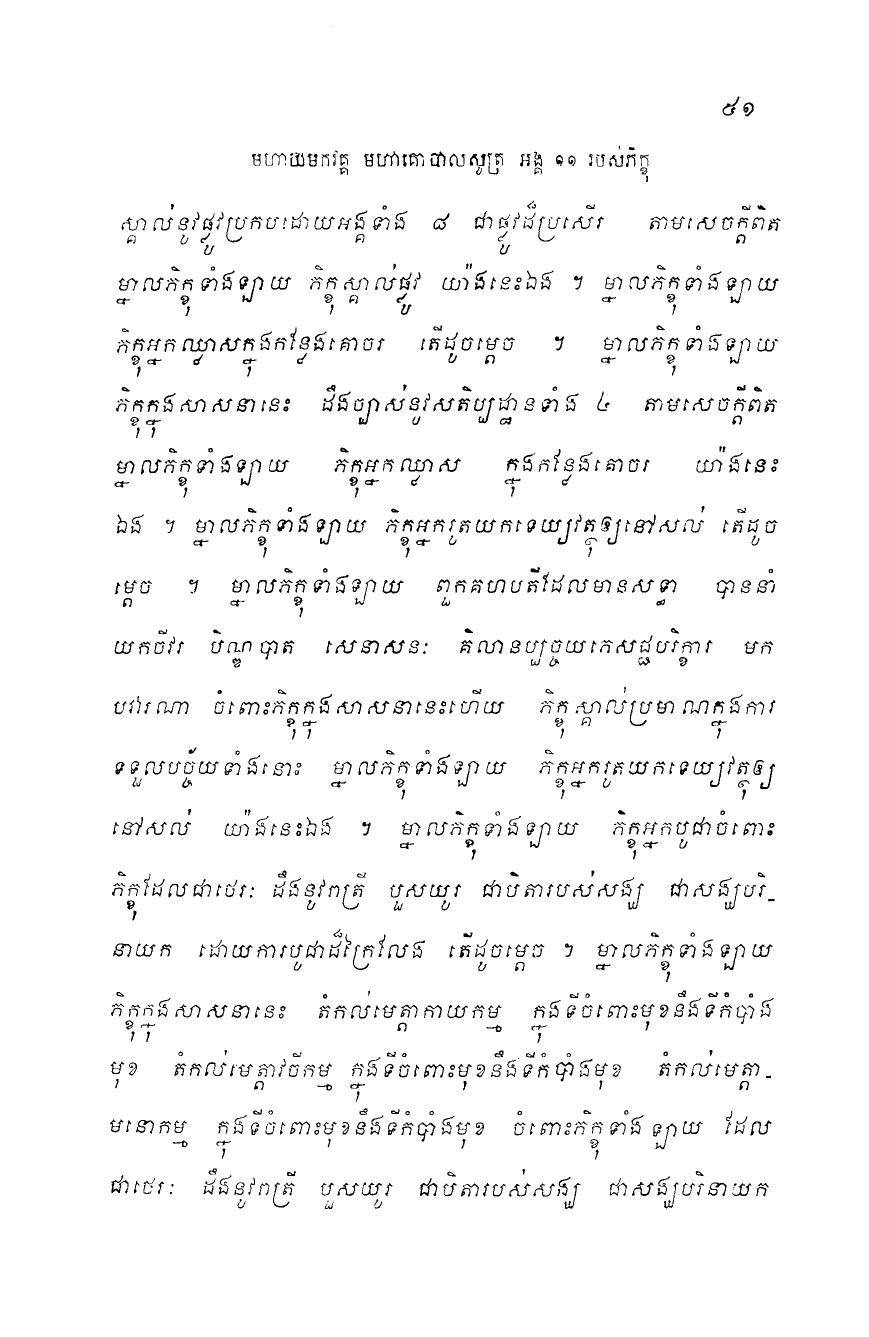 ៥១
មហាយមកវគ្គ មហាគោបាលសូត្រ អង្គ ១១ របស់ភិក្ខុ
ស្គាល់នូវផ្លូវប្រកបដោយអង្គទាំង ៨ ជាផ្លូវដ៏ប្រសើរ តាមសេចក្តីពិត
ម្នាលភិក្ខុទាំងឡាយ ភិក្ខុស្គាល់ផ្លូវ យ៉ាងនេះឯង ។ ម្នាលភិក្ខុទាំងឡាយ
ភិក្ខុអ្នកឈ្លាសក្នុងកន្លែងគោចរ តើដូចម្តេច ។ ម្នាលភិក្ខុទាំងឡាយ
ភិក្ខុក្នុងសាសនានេះ ដឹងច្បាស់នូវសតិប្បដ្ឋានទាំង ៤ តាមសេចក្តីពិត
ម្នាលភិក្ខុទាំងឡាយ ភិក្ខុអ្នកឈ្លាស ក្នុងកន្លែងគោចរ យ៉ាងនេះ
ឯង ។ ម្នាលភិក្ខុទាំងឡាយ ភិក្ខុអ្នករូតយកទេយ្យវត្ថុឲ្យនៅសល់ តើដូច
ម្តេច ។ ម្នាលភិក្ខុទាំងឡាយ ពួកគហបតីដែលមានសទ្ធា បាននាំ
យកចីវរ បិណ្ឌបាត សេនាសនៈ គិលានប្បច្ចយភេសជ្ជបរិក្ខារ មក
បវារណា ចំពោះភិក្ខុក្នុងសាសនានេះហើយ ភិក្ខុស្គាល់ប្រមាណក្នុងការ
ទទួលបច្ច័យទាំងនោះ ម្នាលភិក្ខុទាំងឡាយ ភិក្ខុអ្នករូតយកទេយ្យវត្ថុឲ្យ
នៅសល់ យ៉ាងនេះឯង ។ ម្នាលភិក្ខុទាំងឡាយ ភិក្ខុអ្នកបូជាចំពោះ
ភិក្ខុដែលជាថេរៈ ដឹងនូវរាត្រី បួសយូរ ជាបិតារបស់សង្ឃ ជាសង្ឃបរិ-
នាយក ដោយការបូជាដ៏ក្រៃលែង តើដូចម្តេច ។ ម្នាលភិក្ខុទាំងឡាយ
ភិក្ខុក្នុងសាសនានេះ តំកល់មេត្តាកាយកម្ម ក្នុងទីចំពោះមុខនឹងទីកំបាំង
មុខ តំកល់មេត្តាវចីកម្ម ក្នុងទីចំពោះមុខនឹងទីកំបាំងមុខ តំកល់មេត្តា-
មនោកម្ម ក្នុងទីចំពោះមុខនឹងទីកំបាំងមុខ ចំពោះភិក្ខុទាំងឡាយ ដែល
ជាថេរៈ ដឹងនូវរាត្រី បួសយូរ ជាបិតារបស់សង្ឃ ជាសង្ឃបរិនាយក